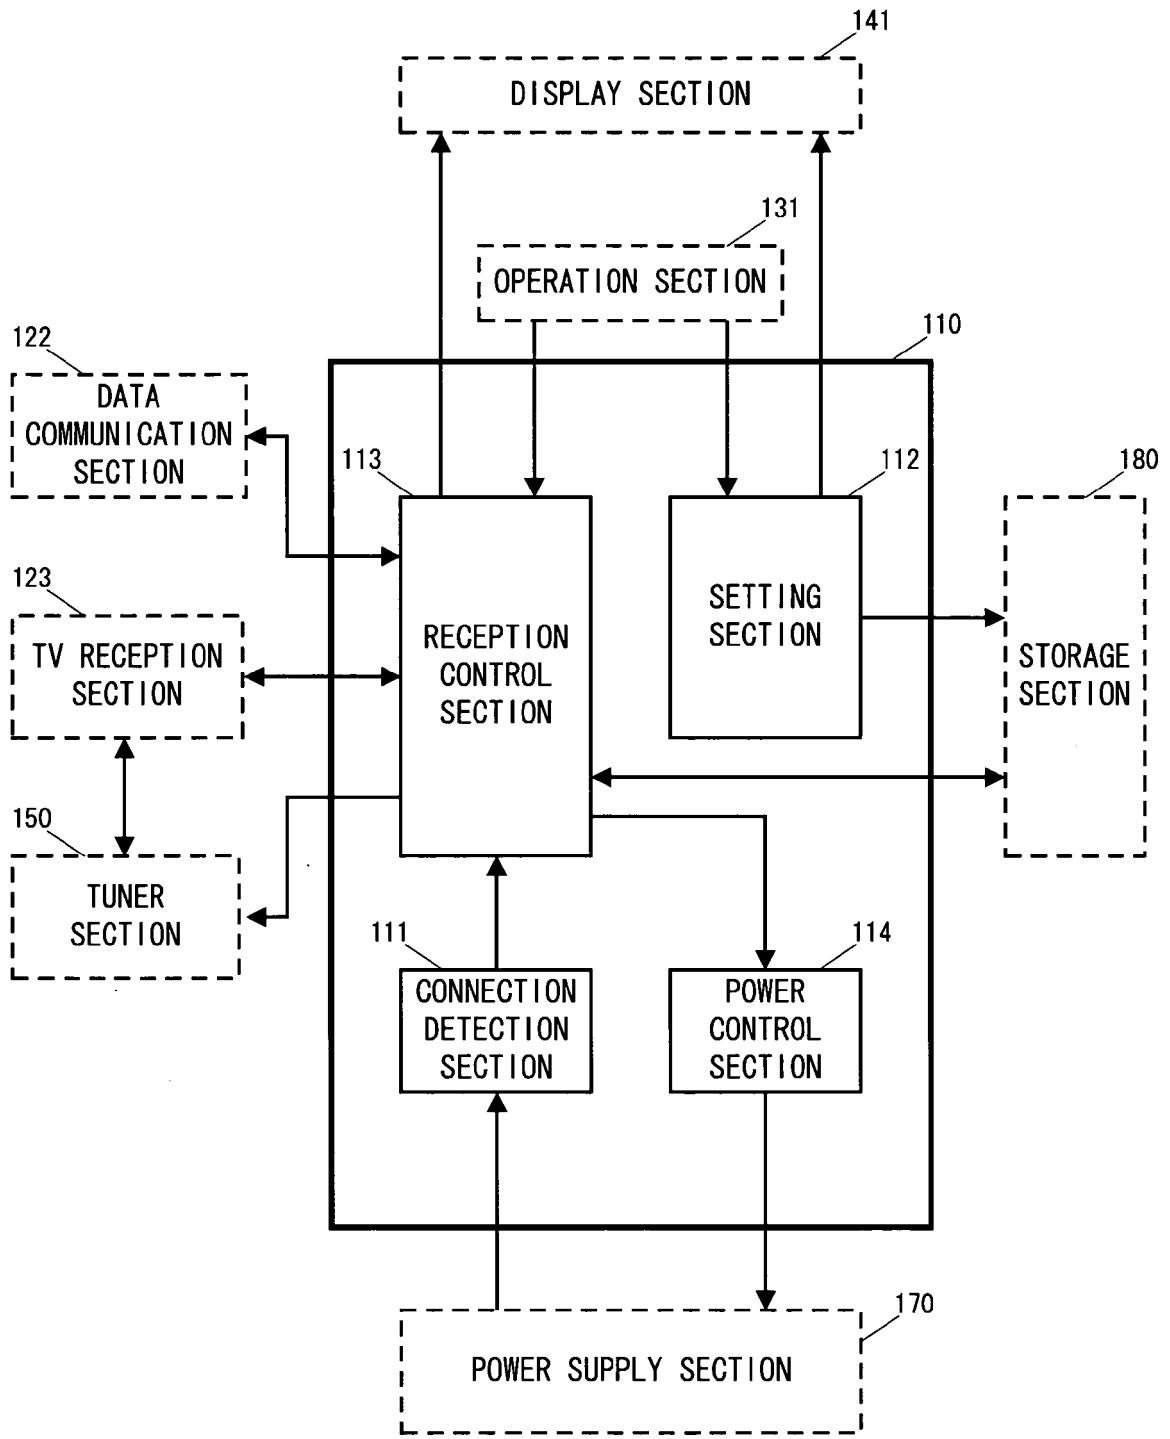 141
DISPLAY SECTION
131
OPERATION SECTION
110
122
DATA
COMMUNICATION
SECTION
113
112
180
123
TV RECEPTION
SECTION
RECEPTION
CONTROL
SECTION
SETTING
SECTION
STORAGE
SECTION
150
TUNER
SECTION
111
CONNECTION
DETECTION
SECTION
114
POWER
CONTROL
SECTION
170
POWER SUPPLY SECTION